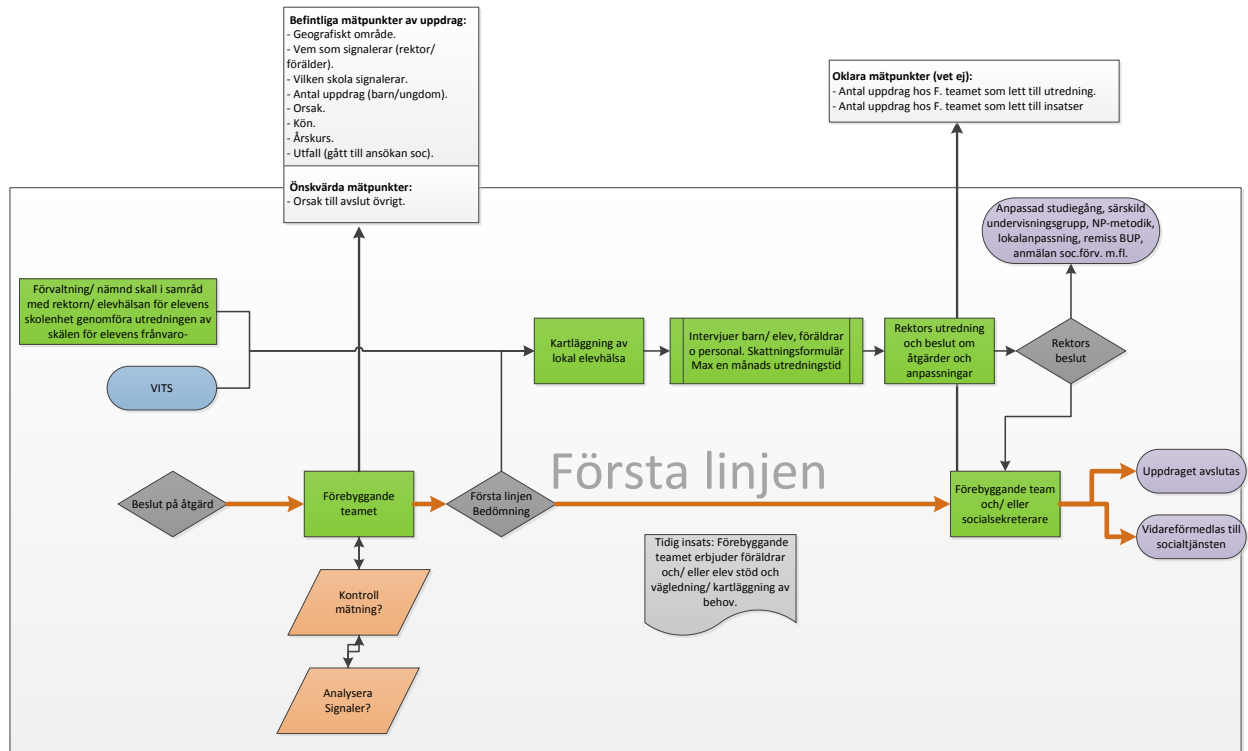 Befintliga mätpunkter av uppdrag:
- Geografiskt område.
- Vem som signalerar (rektor/
förälder).
- Vilken skola signalerar.
- Antal uppdrag (barn/ungdom).
- Orsak.
- Kön.
- Årskurs.
- Utfall (gått till ansökan soc).
Önskvärda mätpunkter:
- Orsak till avslut övrigt.
Oklara mätpunkter (vet ej):
- Antal uppdrag hos F. teamet som lett till utredning.
- Antal uppdrag hos F. teamet som lett till insatser
Anpassad studiegång, särskild
undervisningsgrupp, NP-metodik,
lokalanpassning, remiss BUP,
anmälan soc.förv. m.fl.
Förvaltning/ nämnd skall i samråd
med rektorn/ elevhälsan för elevens
skolenhet genomföra utredningen av
skälen för elevens frånvaro-
VITS
Kartläggning av
lokal elevhälsa
Intervjuer barn/ elev, föräldrar
o personal. Skattningsformulär
Max en månads utredningstid
Rektors utredning
och beslut om
åtgärder och
anpassningar
Rektors
beslut
Första linjen
Beslut på åtgärd
Förebyggande
teamet
Första linjen
Bedömning
Förebyggande team
och/ eller
socialsekreterare
Uppdraget avslutas
Vidareförmedlas till
socialtjänsten
Tidig insats: Förebyggande
teamet erbjuder föräldrar
och/ eller elev stöd och
vägledning/ kartläggning av
behov.
Kontroll
mätning?
Analysera
Signaler?